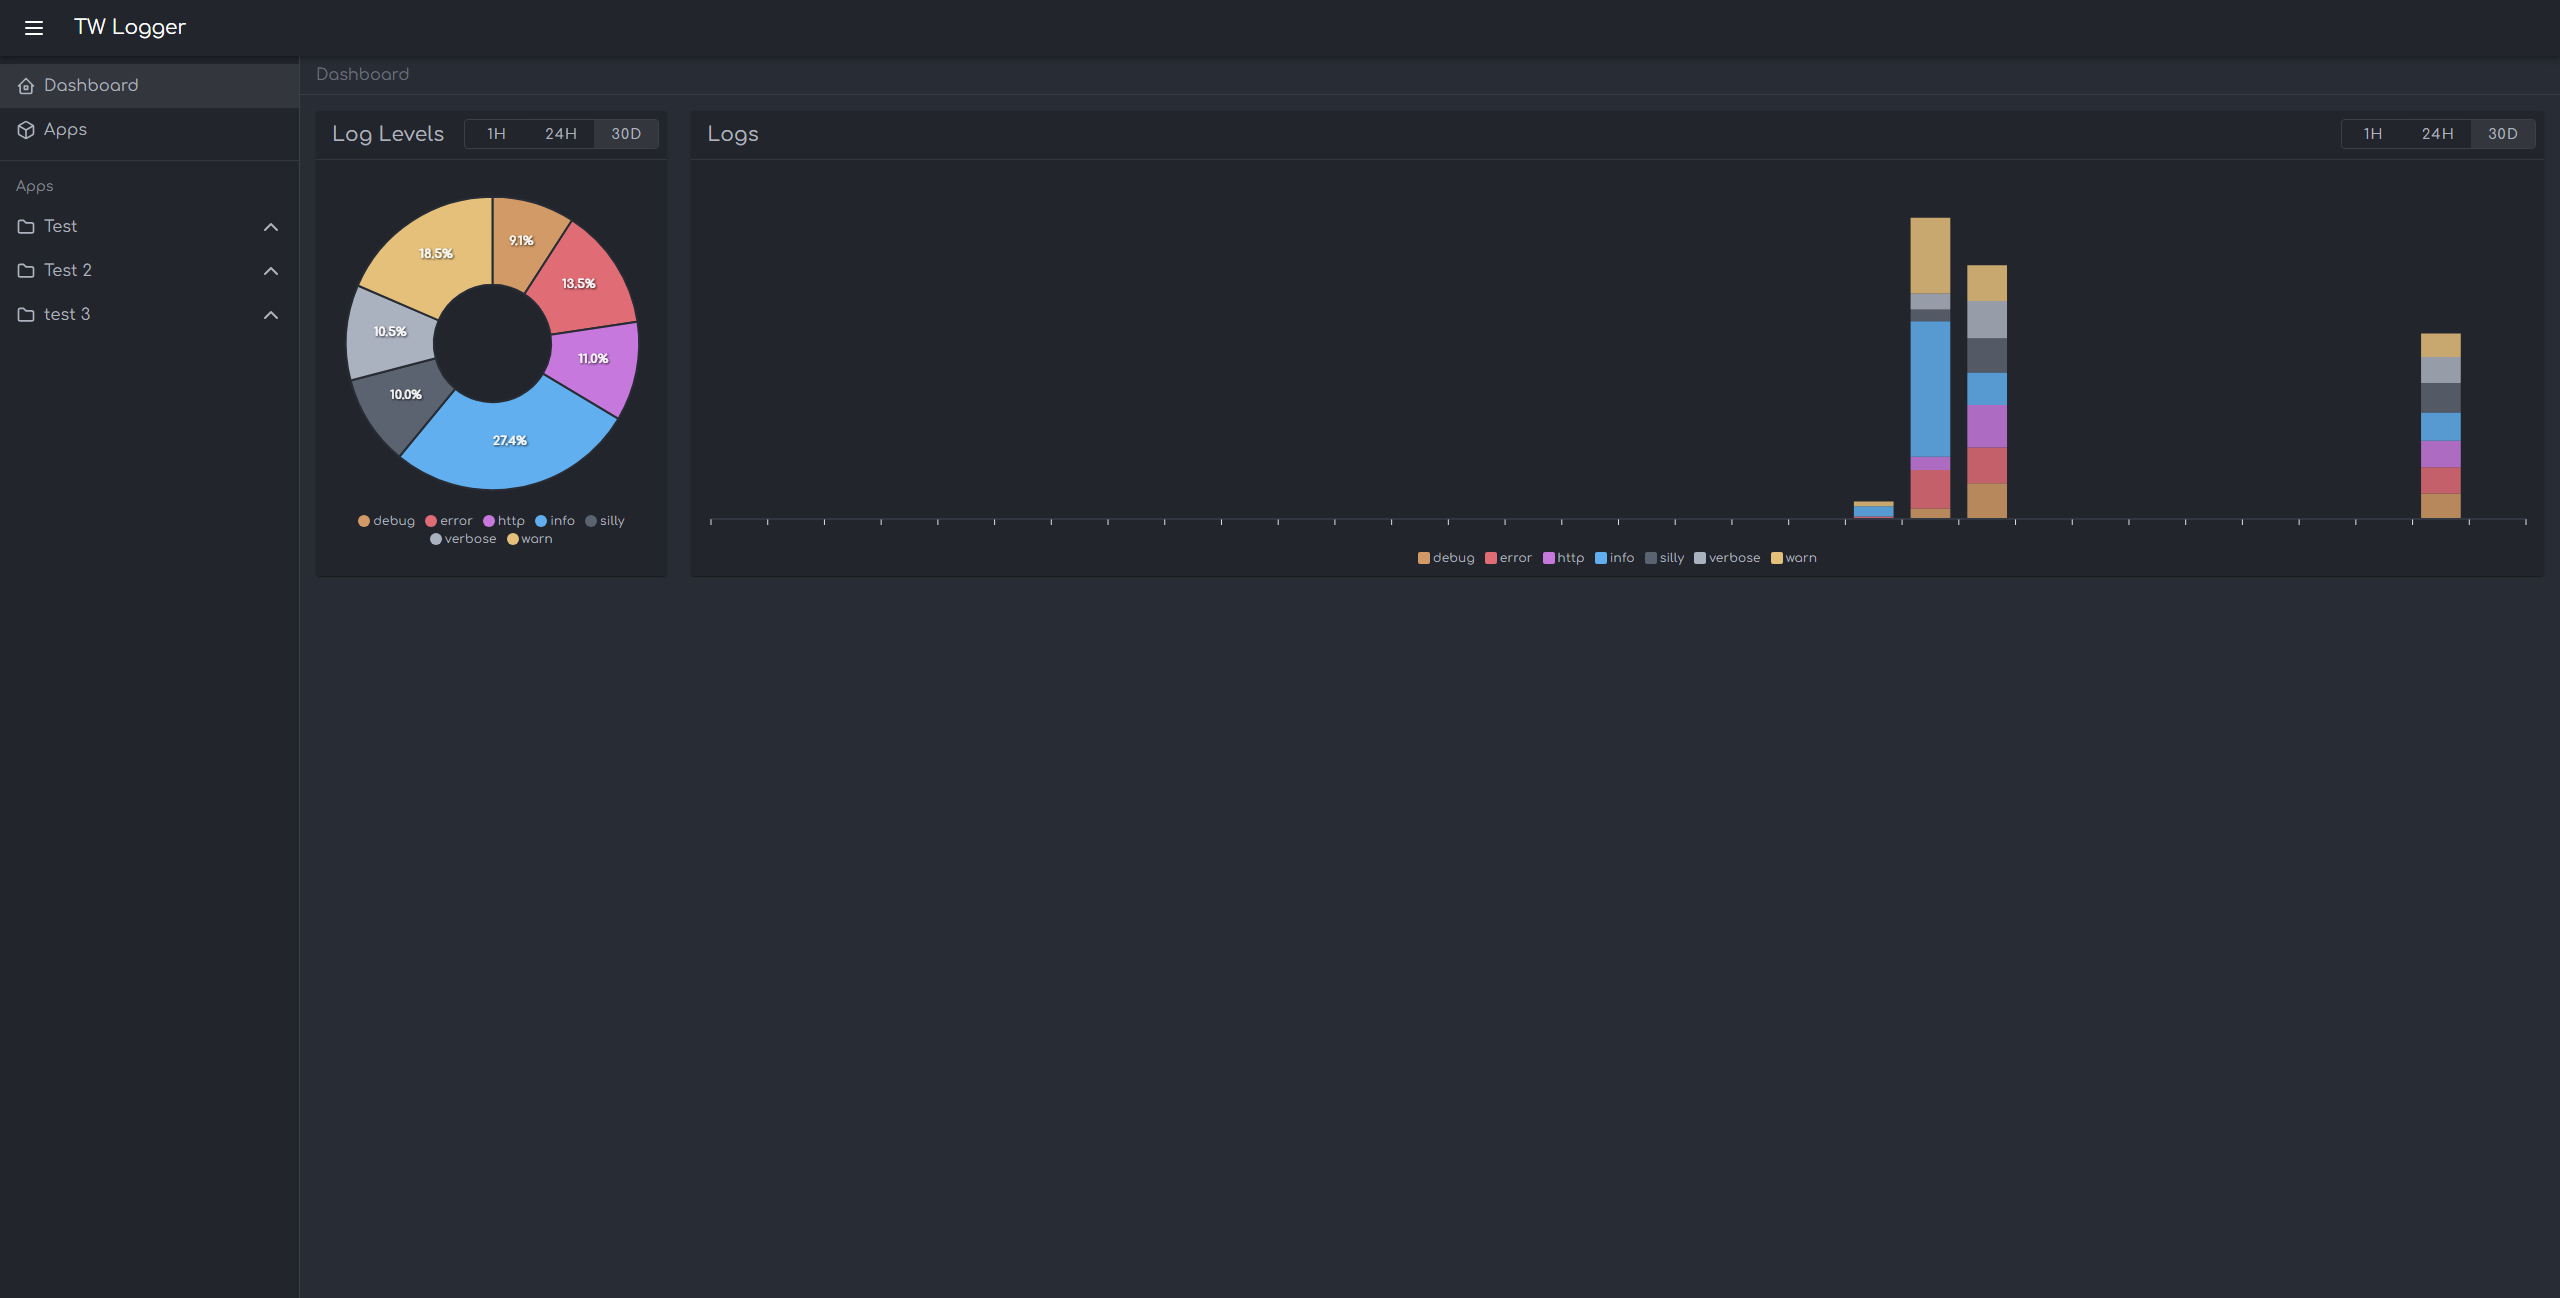 TW Logger
Dashboard
Apps
Apps
Test
Test 2
test 3
Dashboard
Log Levels
1H 24H 30D
9.1%
13.5%
11.0%
27.4%
10.0%
10.5%
18.5%
debug error http info silly
verbose warn
Logs
1H 24H 30D
debug error http info silly verbose warn